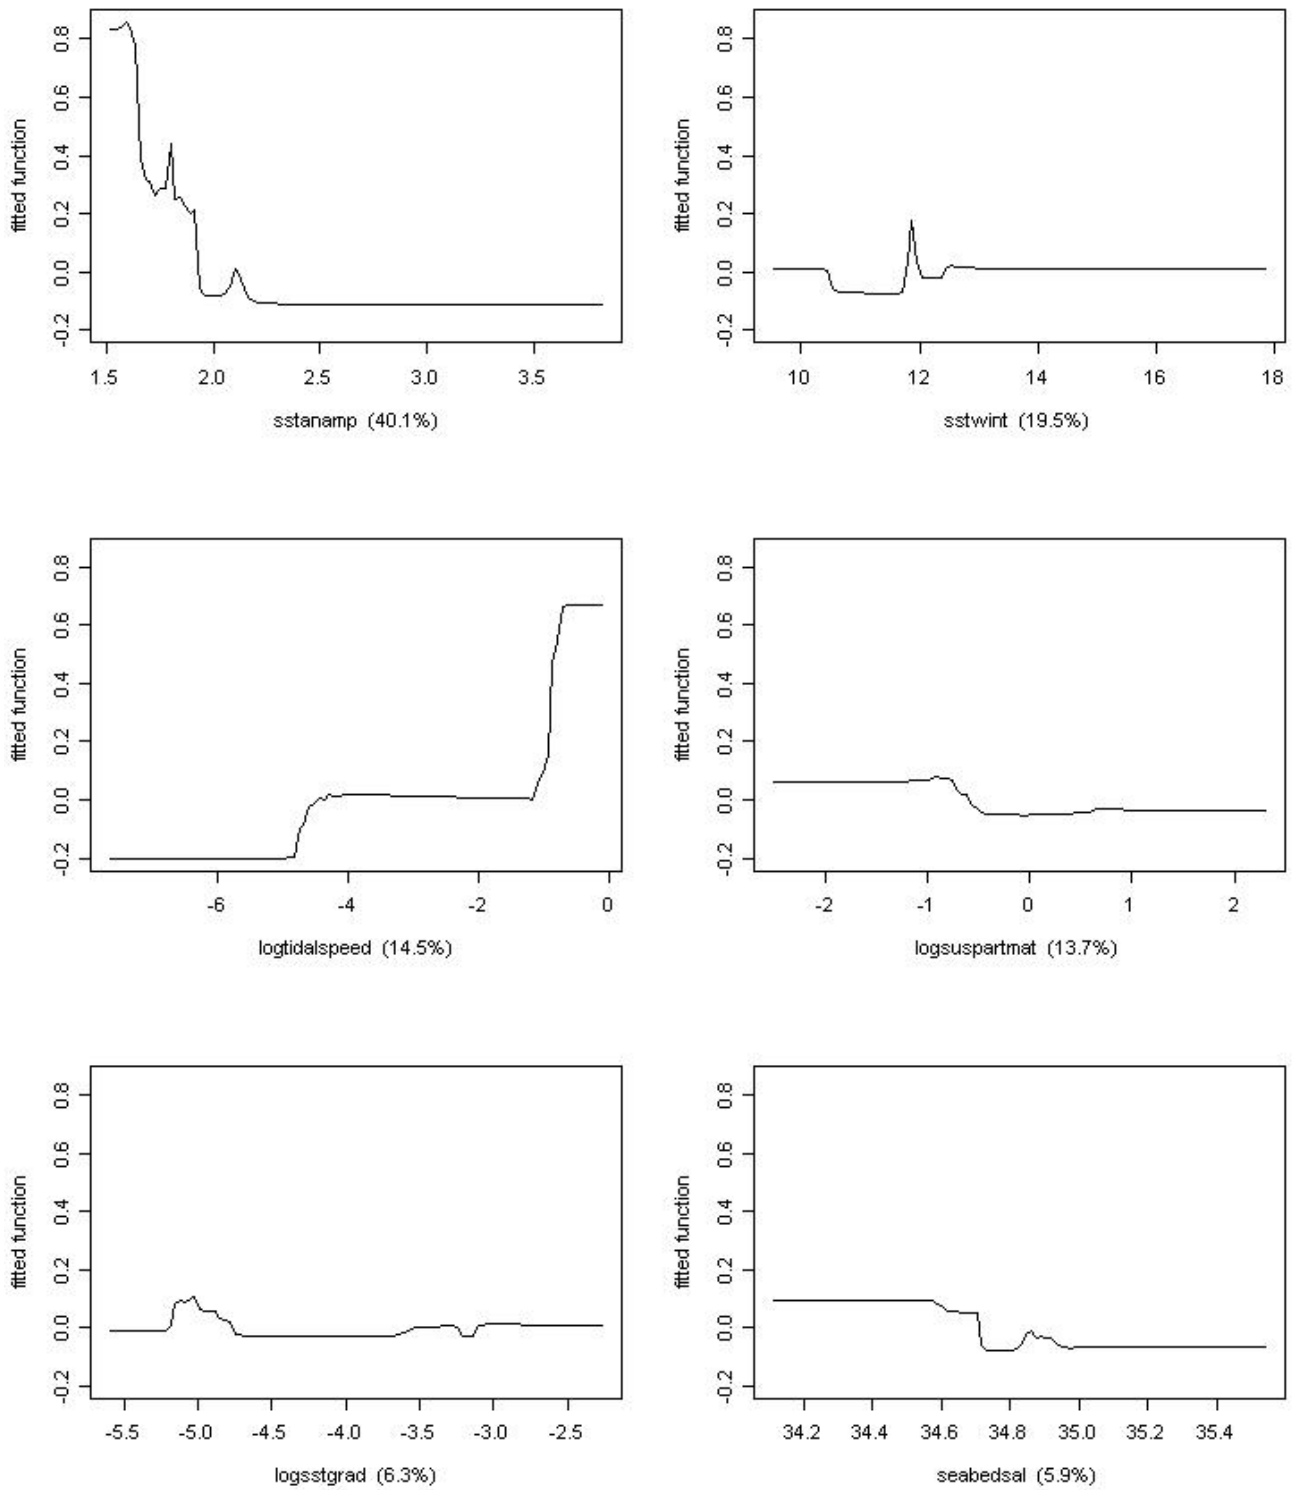 fitted function
0.8
0.6
0.4
0.2
0.0
-0.2
1.5 2.0 2.5 3.0 3.5
sstanamp (40.1%)
fitted function
0.8
0.6
0.4
0.2
0.0
-0.2
10 12 14 16 18
sstwint (19.5%)
fitted function
0.8
0.6
0.4
0.2
0.0
-0.2
-6 -4 -2 0
logtidalspeed (14.5%)
fitted function
0.8
0.6
0.4
0.2
0.0
-0.2
-2 -1 0 1 2
logsuspartmat (13.7%)
fitted function
0.8
0.6
0.4
0.2
0.0
-0.2
-5.5 -5.0 -4.5 -4.0 -3.5 -3.0 -2.5
logsstgrad (6.3%)
fitted function
0.8
0.6
0.4
0.2
0.0
-0.2
34.2 34.4 34.6 34.8 35.0 35.2 35.4
seabedsal (5.9%)